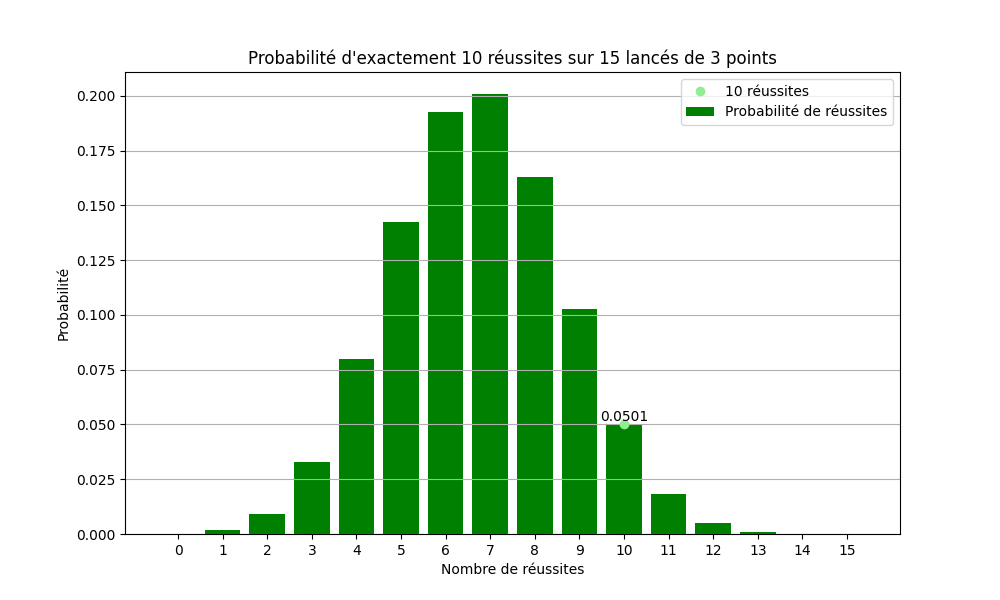 Probabilité d'exactement 10 réussites sur 15 lancés de 3 points
10 réussites
Probabilité de réussites
Probabilité
0.200
0.175
0.150
0.125
0.100
0.075
0.050
0.025
0.000
0.0501
0 1 2 3 4 5 6 7 8 9 10 11 12 13 14 15
Nombre de réussites